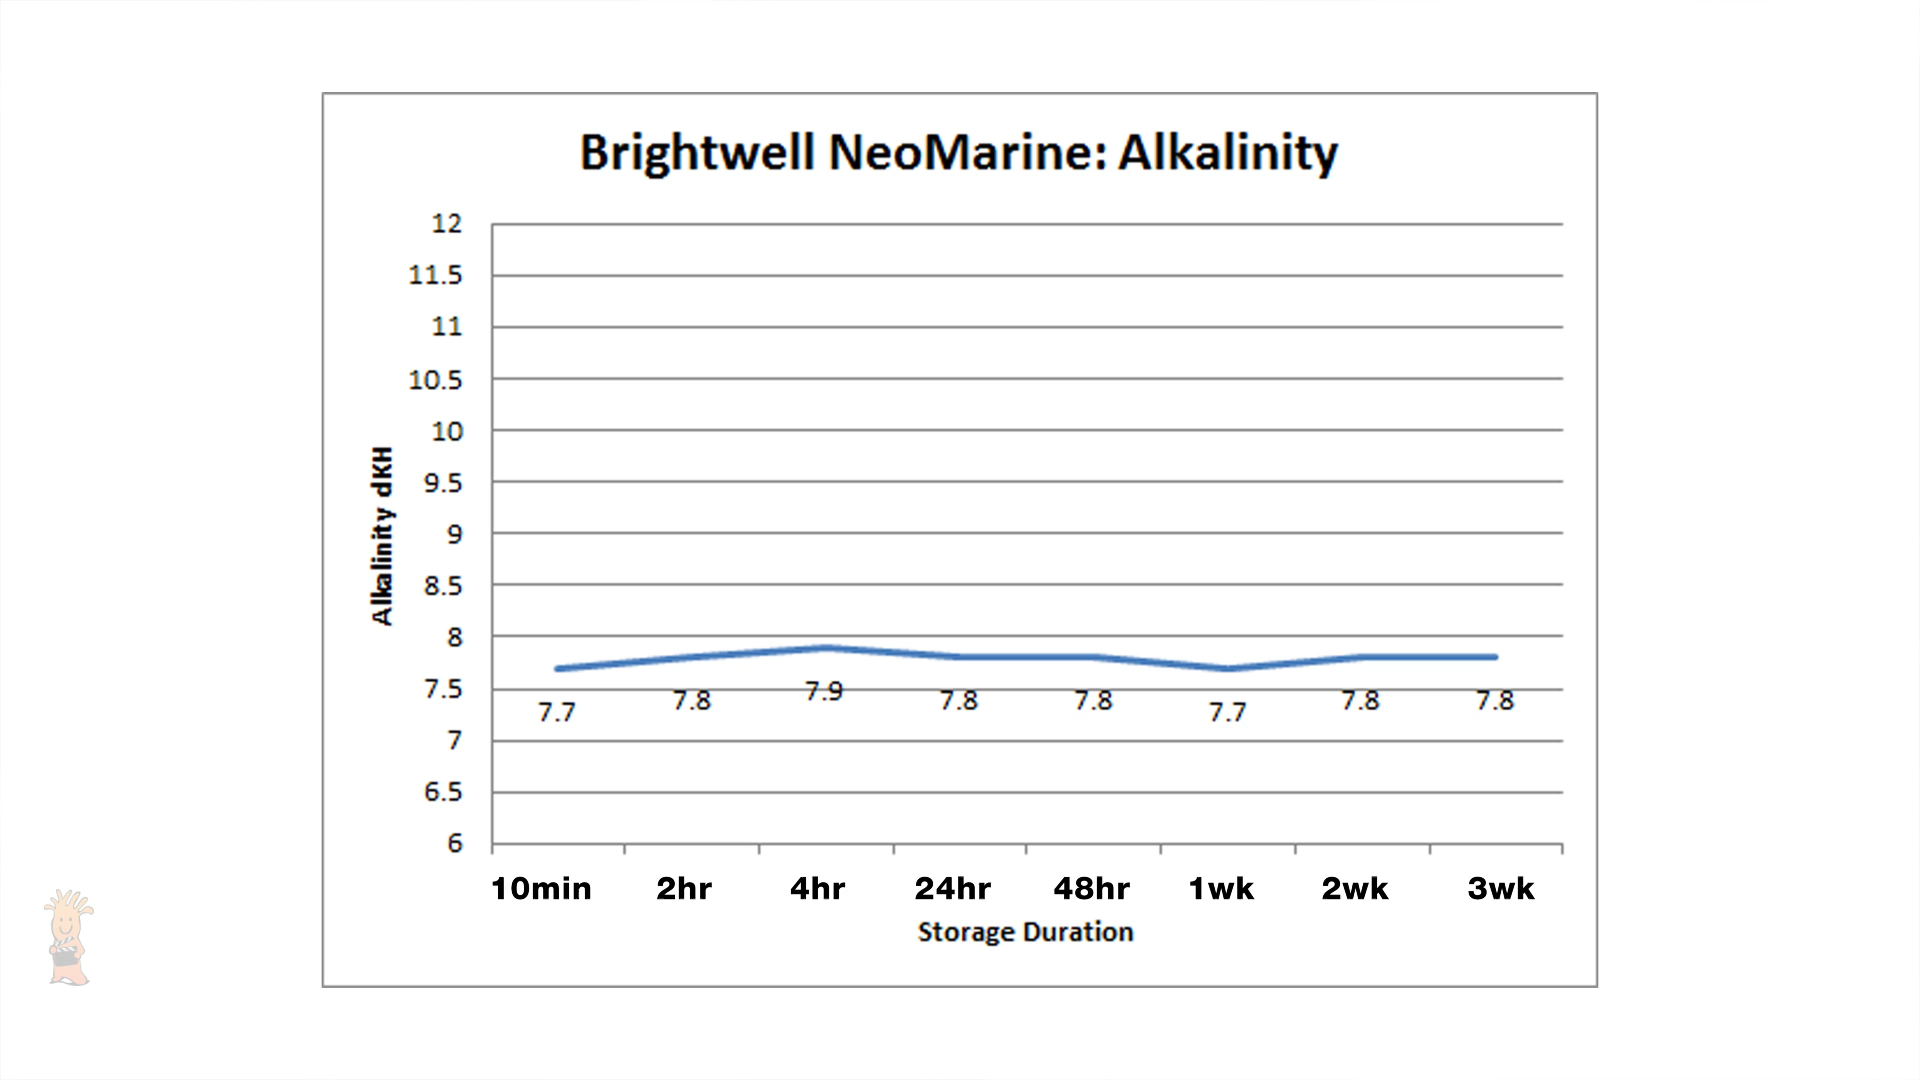 Brightwell NeoMarine: Alkalinity
12
11.5
11
10.5
10
9.5
9
8.5
8
7.5
7
6.5
6
Alkalinity dKH
7.7 7.8 7.9 7.8 7.8 7.7 7.8 7.8
10min 2hr 4hr 24hr 48hr 1wk 2wk 3wk
Storage Duration